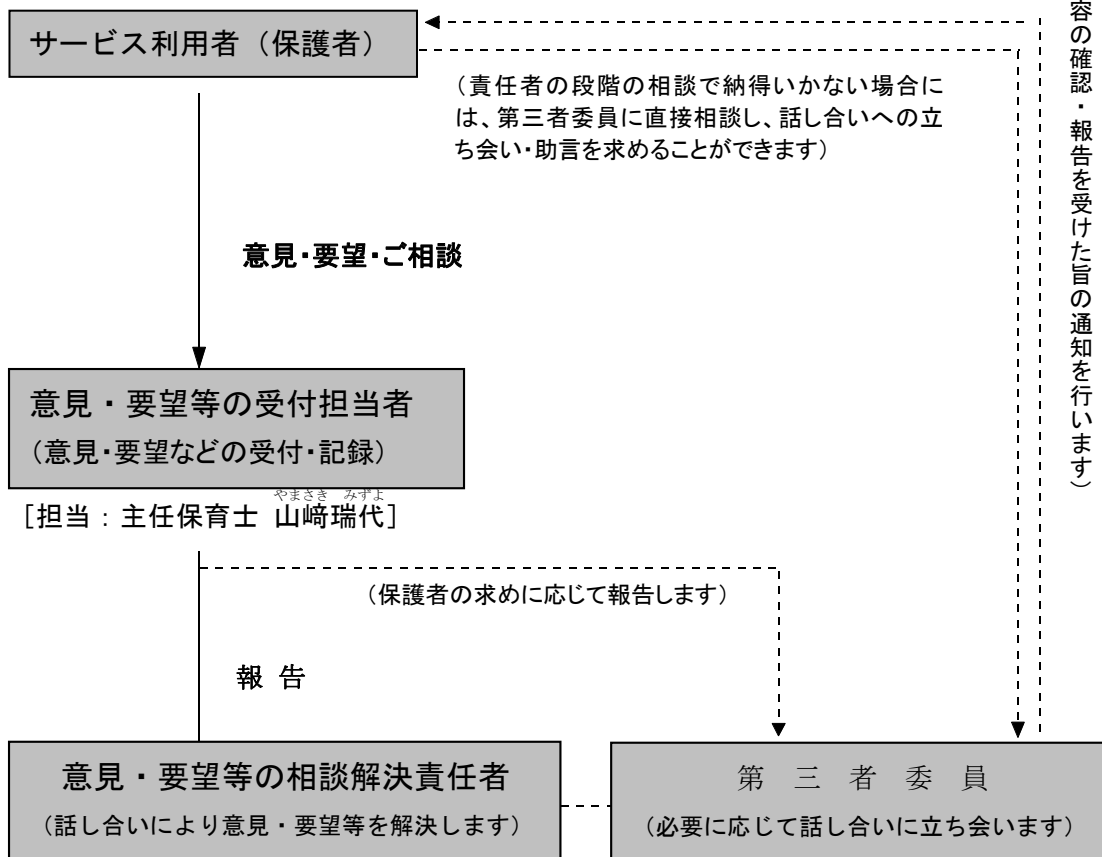 サービス利用者(保護者)
(責任者の段階の相談で納得いかない場合に
は、第三者委員に直接相談し、話し合いへの立
ち会い・助言を求めることができます)
容の確認・報告を受けた旨の通知を行います)
意見・要望・ご相談
意見・要望等の受付担当者
(意見・要望などの受付・記録)
やまさき みずよ
[担当:主任保育士 山﨑瑞代]
(保護者の求めに応じて報告します)
報 告
意見・要望等の相談解決責任者
(話し合いにより意見・要望等を解決します)
第 三 者 委 員
(必要に応じて話し合いに立ち会います)